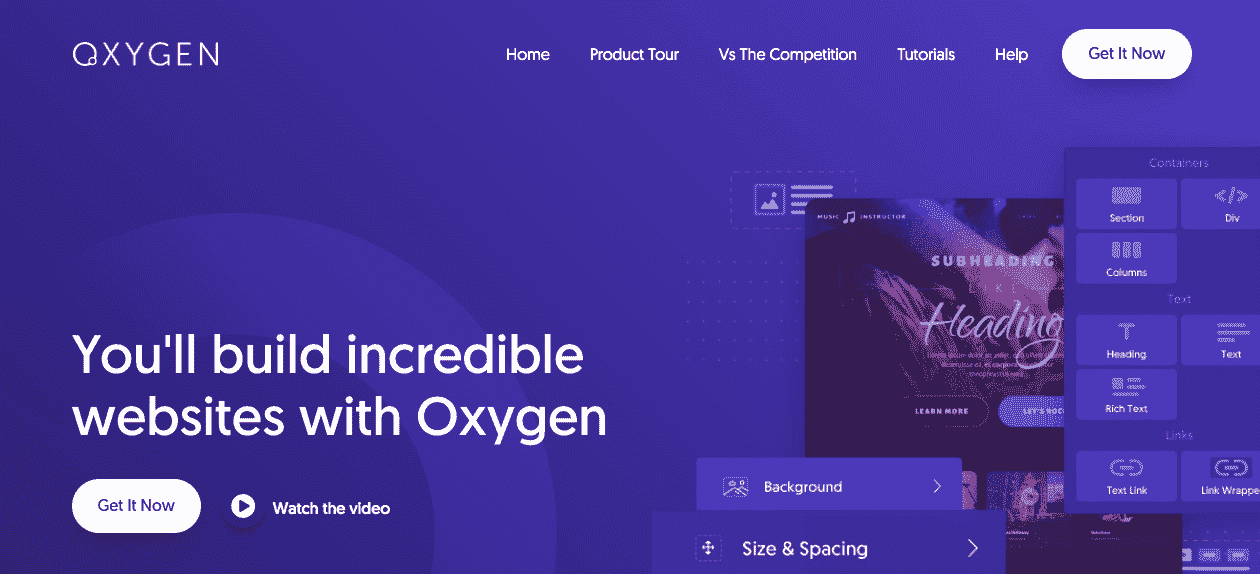 OXYGEN
Home
Product Tour
Vs The Competition
Tutorials
Help
Get It Now
You'll build incredible
websites with Oxygen
Get It Now
Watch the video
MUSIC INSTRUCTOR
SUBHEADING
LIKE
Heading
LEARN MORE
Containers
Section
Div
Columns
Text
Heading
Text
Rich Text
Links
Text Link
Link Wrappe
Background
Size & Spacing